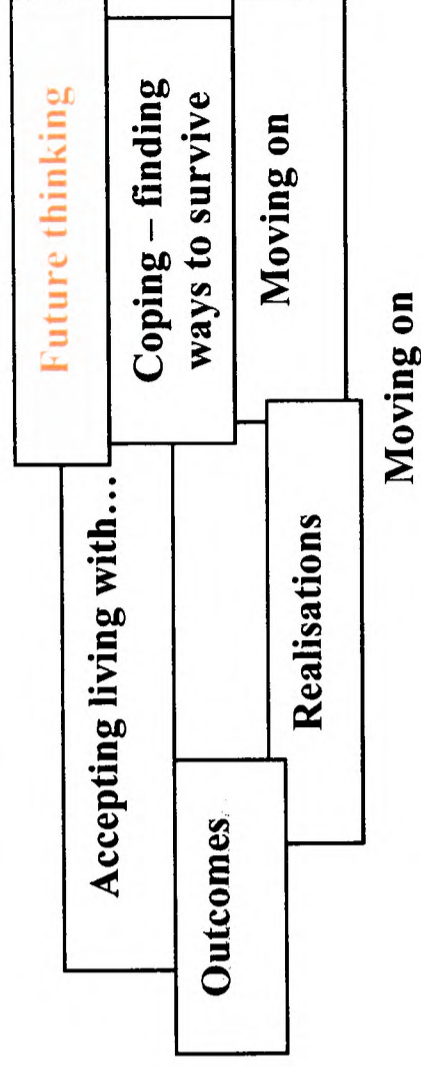 Future thinking
Coping – finding
ways to survive
Moving on
Accepting living with...
Realisations
Outcomes
Moving on